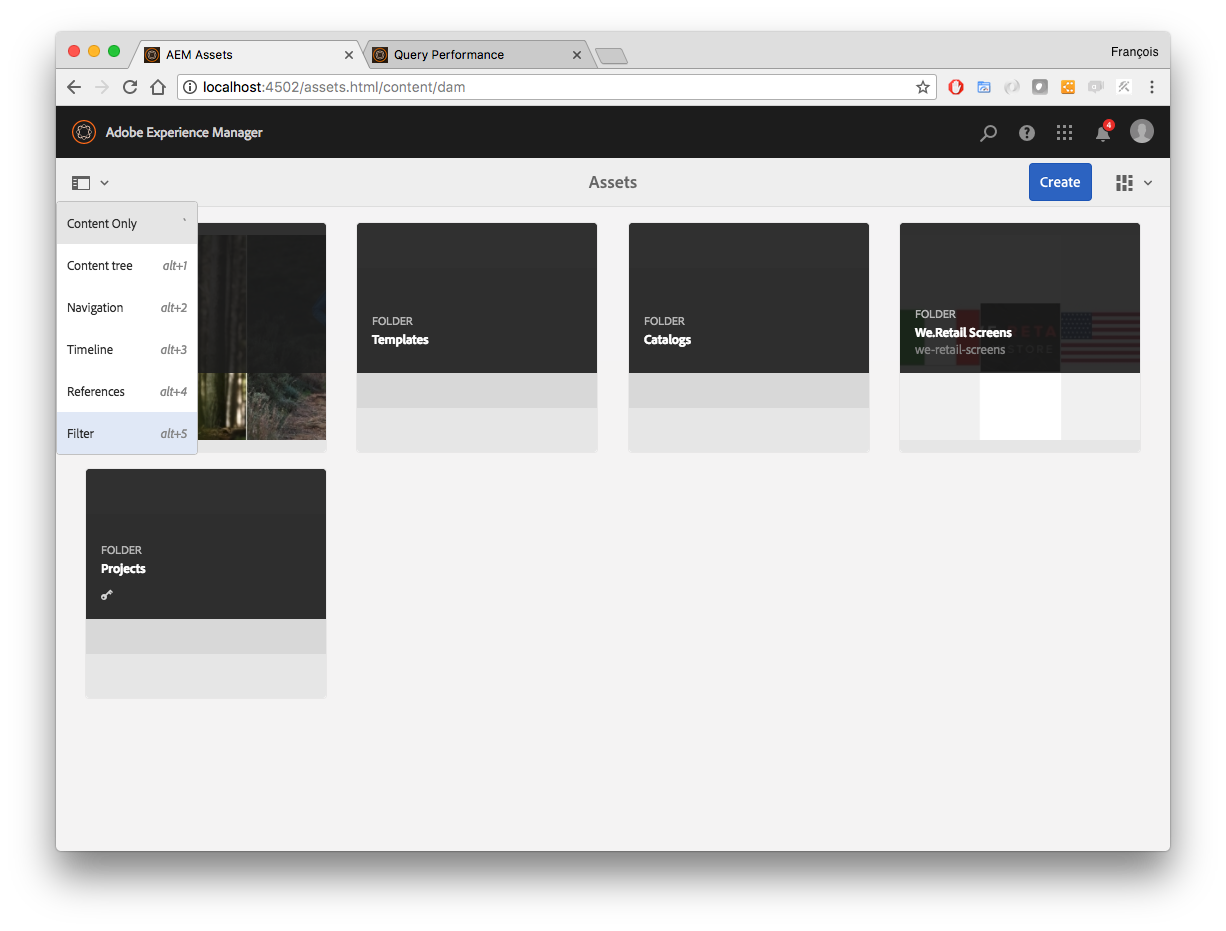 AEM Assets
Query Performance
François
localhost:4502/assets.html/content/dam
Adobe Experience Manager
4
Assets
Create
Content Only `
Content tree alt+1
Navigation alt+2
Timeline alt+3
References alt+4
Filter alt+5
FOLDER
Templates
FOLDER
Catalogs
FOLDER
We.Retail Screens
we-retail-screens
FOLDER
Projects